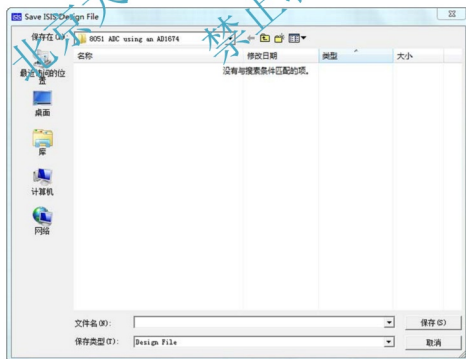 Save ISIS Design File
保存在(I): 8051 ADC using an AD1674
名称 修改日期 类型 大小
没有与搜索条件匹配的项。
最近访问的位置
桌面
库
计算机
网络
文件名(N): 保存(S)
保存类型(T): Design File 取消